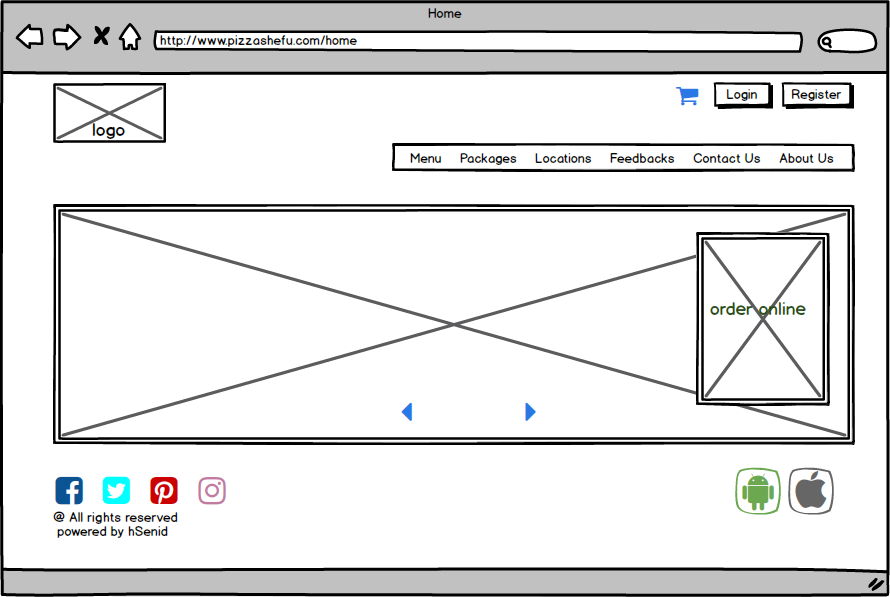 Home
http://www.pizzashefu.com/home
logo
Login
Register
Menu Packages Locations Feedbacks Contact Us About Us
order online
@ All rights reserved
powered by hSenid